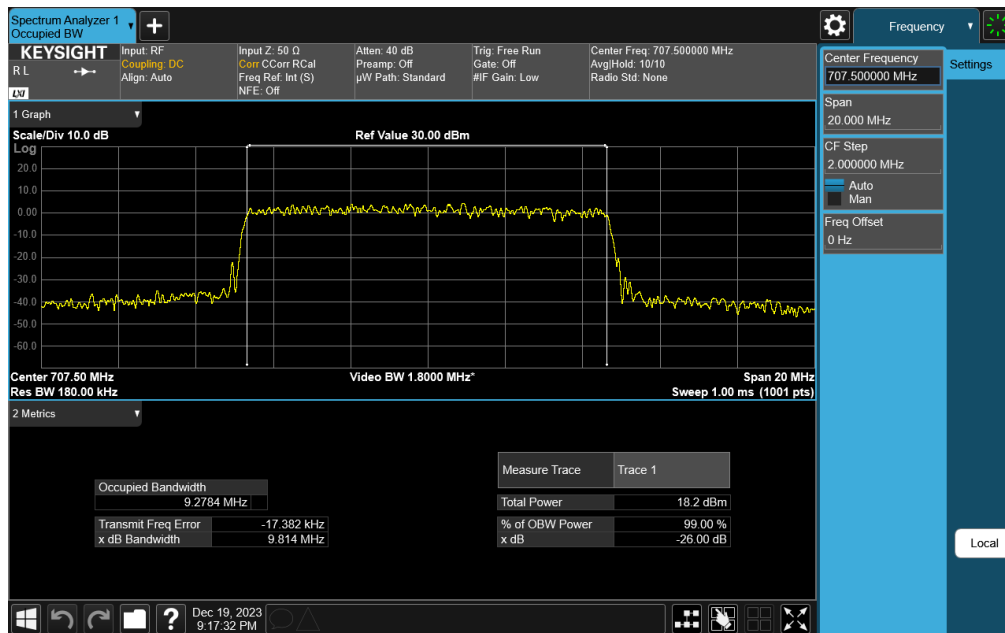 Spectrum Analyzer 1
Occupied BW
Frequency
KEYSIGHT
R L
LXI
Input: RF
Coupling: DC
Align: Auto
Input Z: 50 Ω
Corr CCorr RCal
Freq Ref: Int (S)
NFE: Off
Atten: 40 dB
Preamp: Off
µW Path: Standard
Trig: Free Run
Gate: Off
#IF Gain: Low
Center Freq: 707.500000 MHz
Avg|Hold: 10/10
Radio Std: None
Center Frequency
707.500000 MHz
Settings
Span
20.000 MHz
CF Step
2.000000 MHz
Auto
Man
Freq Offset
0 Hz
Local
1 Graph
Scale/Div 10.0 dB
Ref Value 30.00 dBm
Log
20.0
10.0
0.00
-10.0
-20.0
-30.0
-40.0
-50.0
-60.0
Center 707.50 MHz
Video BW 1.8000 MHz*
Span 20 MHz
Res BW 180.00 kHz
Sweep 1.00 ms (1001 pts)
2 Metrics
Occupied Bandwidth
9.2784 MHz
Transmit Freq Error -17.382 kHz
x dB Bandwidth 9.814 MHz
Measure Trace Trace 1
Total Power 18.2 dBm
% of OBW Power 99.00 %
x dB -26.00 dB
?
Dec 19, 2023
9:17:32 PM